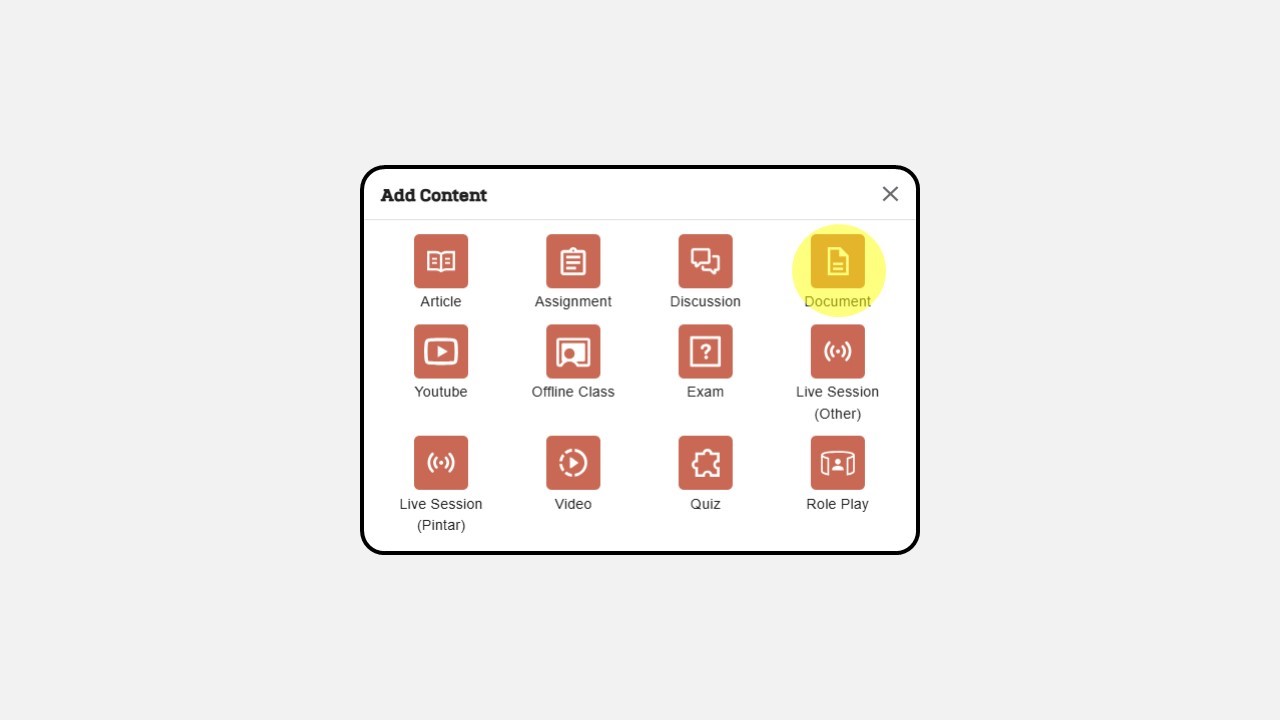 Add Content
Article
Assignment
Discussion
Document
Youtube
Offline Class
Exam
Live Session
(Other)
Live Session
(Pintar)
Video
Quiz
Role Play